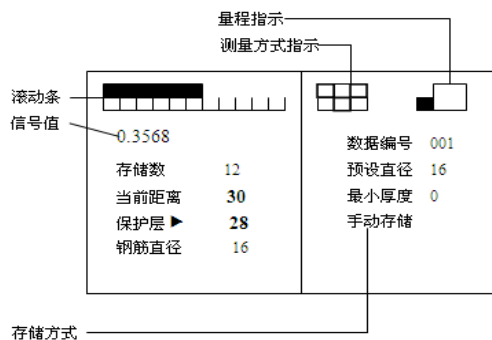 量程指示
测量方式指示
滚动条
信号值
0.3568
存储数 12
当前距离 30
保护层 ▶ 28
钢筋直径 16
数据编号 001
预设直径 16
最小厚度 0
手动存储
存储方式